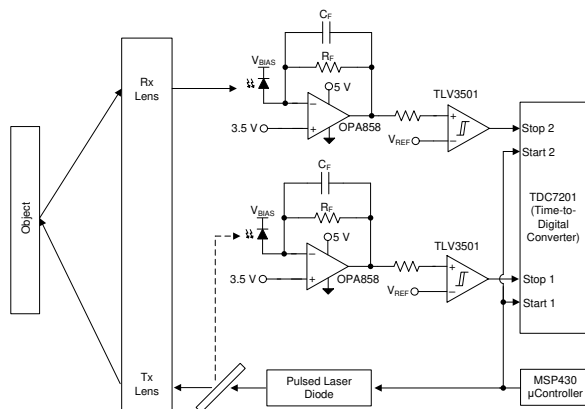 CF
RF
VBIAS
5 V
TLV3501
Rx
Lens
3.5 V
OPA858
VREF
Stop 2
Start 2
Object
TDC7201
(Time-to-
Digital
Converter)
CF
RF
VBIAS
5 V
TLV3501
3.5 V
OPA858
VREF
Stop 1
Start 1
Tx
Lens
Pulsed Laser
Diode
MSP430
µController